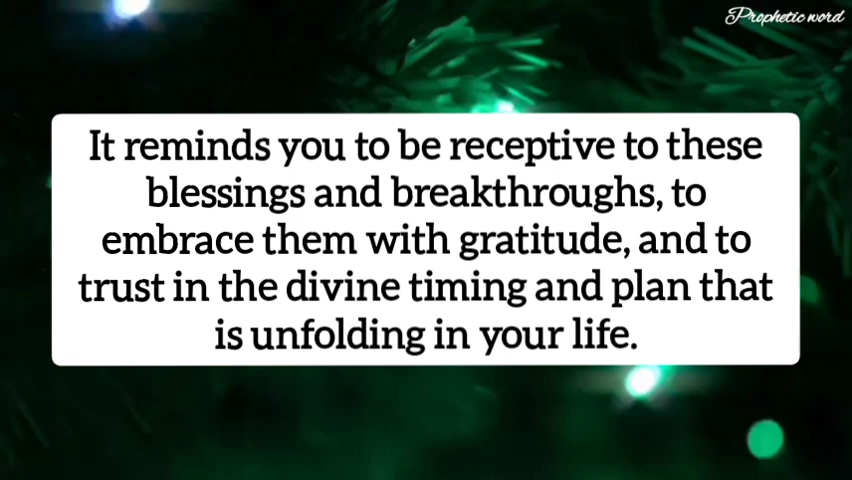 Prophetic word
It reminds you to be receptive to these
blessings and breakthroughs, to
embrace them with gratitude, and to
trust in the divine timing and plan that
is unfolding in your life.